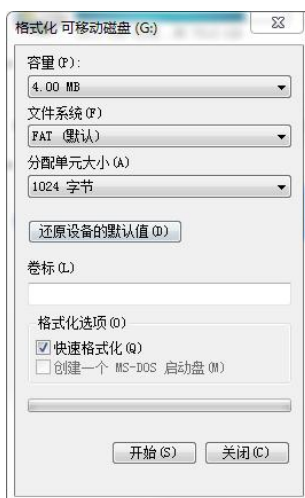 格式化 可移动磁盘 (G:)
容量(P):
4.00 MB
文件系统(F)
FAT (默认)
分配单元大小(A)
1024 字节
还原设备的默认值(D)
卷标(L)
格式化选项(O)
快速格式化(Q)
创建一个 MS-DOS 启动盘(M)
开始(S)
关闭(C)